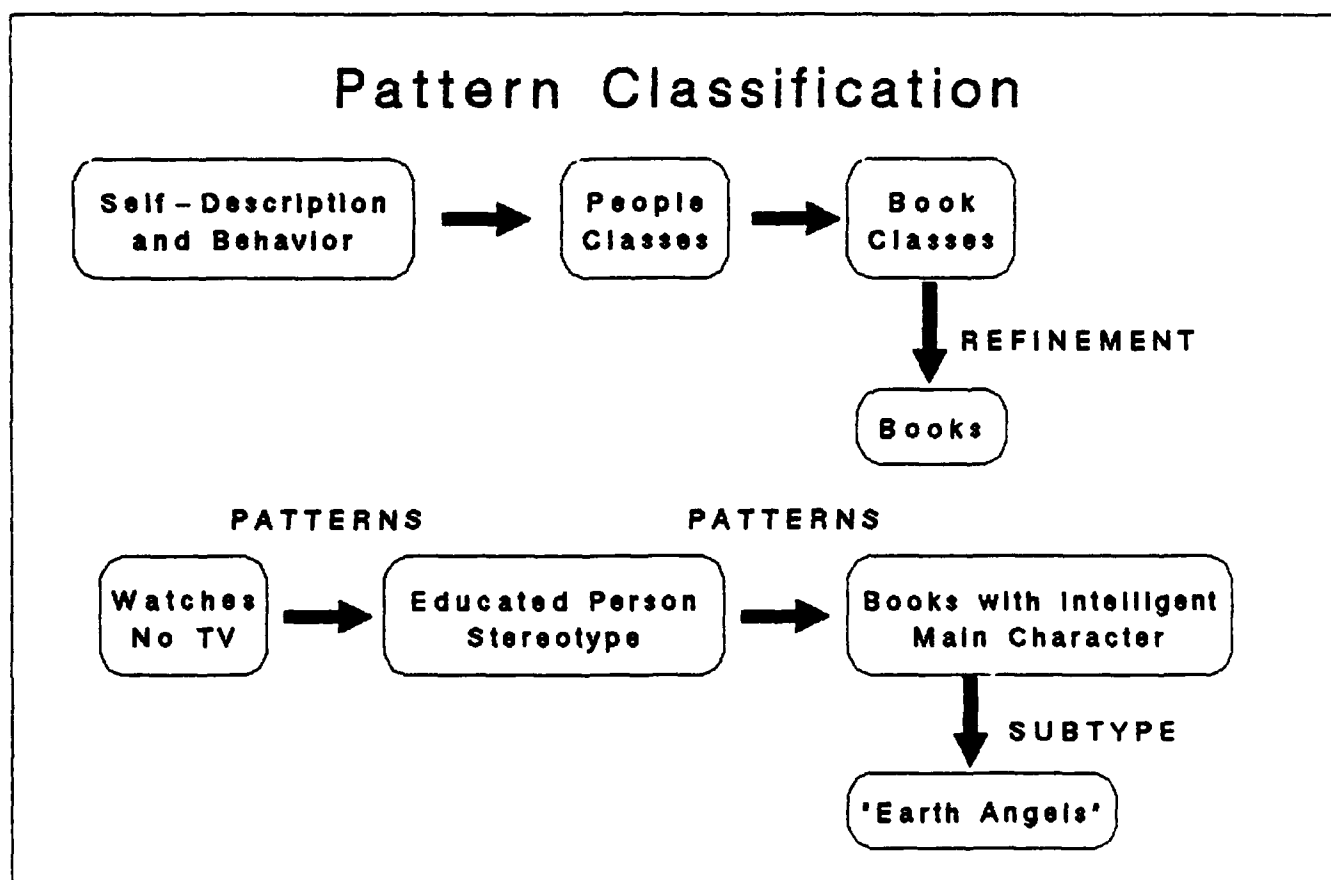 Pattern Classification
Self-Description
and Behavior
People
Classes
Book
Classes
REFINEMENT
Books
PATTERNS
PATTERNS
Watches
No TV
Educated Person
Stereotype
Books with Intelligent
Main Character
SUBTYPE
"Earth Angels"